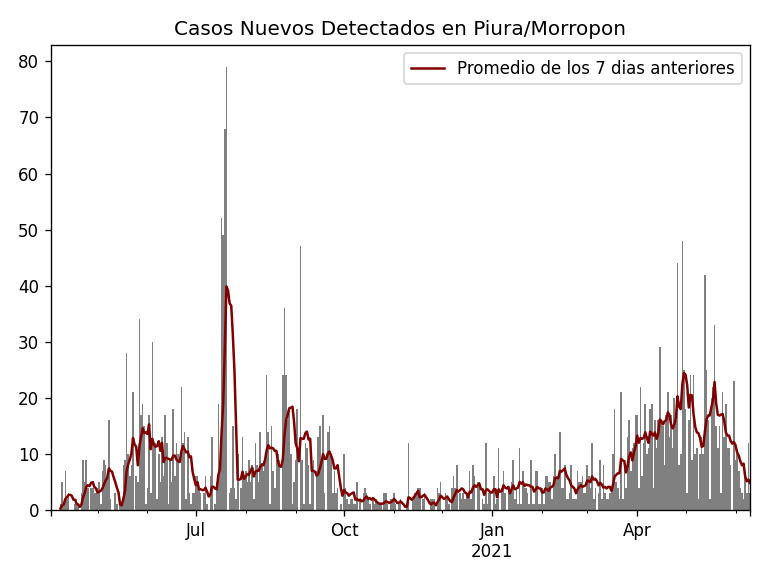 Casos Nuevos Detectados en Piura/Morropon
Promedio de los 7 dias anteriores
80
70
60
50
40
30
20
10
0
Jul
Oct
Jan
2021
Apr